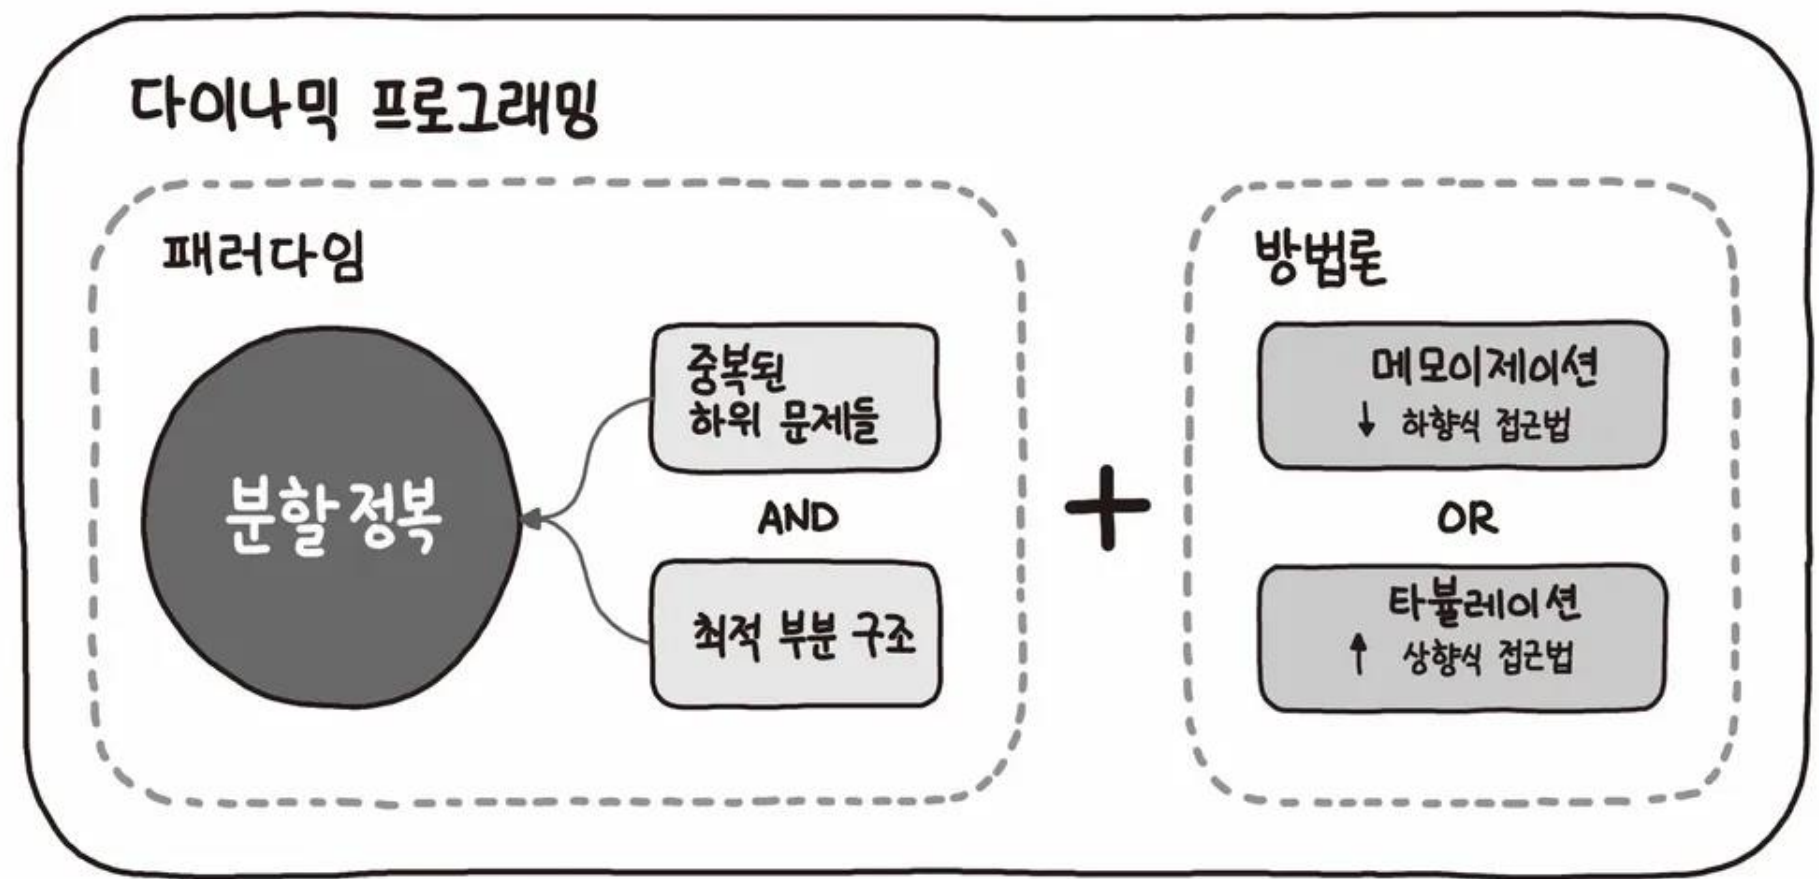 다이나믹 프로그래밍
패러다임
분할 정복
중복된
하위 문제들
AND
최적 부분 구조
+
방법론
메모이제이션
↓ 하향식 접근법
OR
타뷸레이션
↑ 상향식 접근법